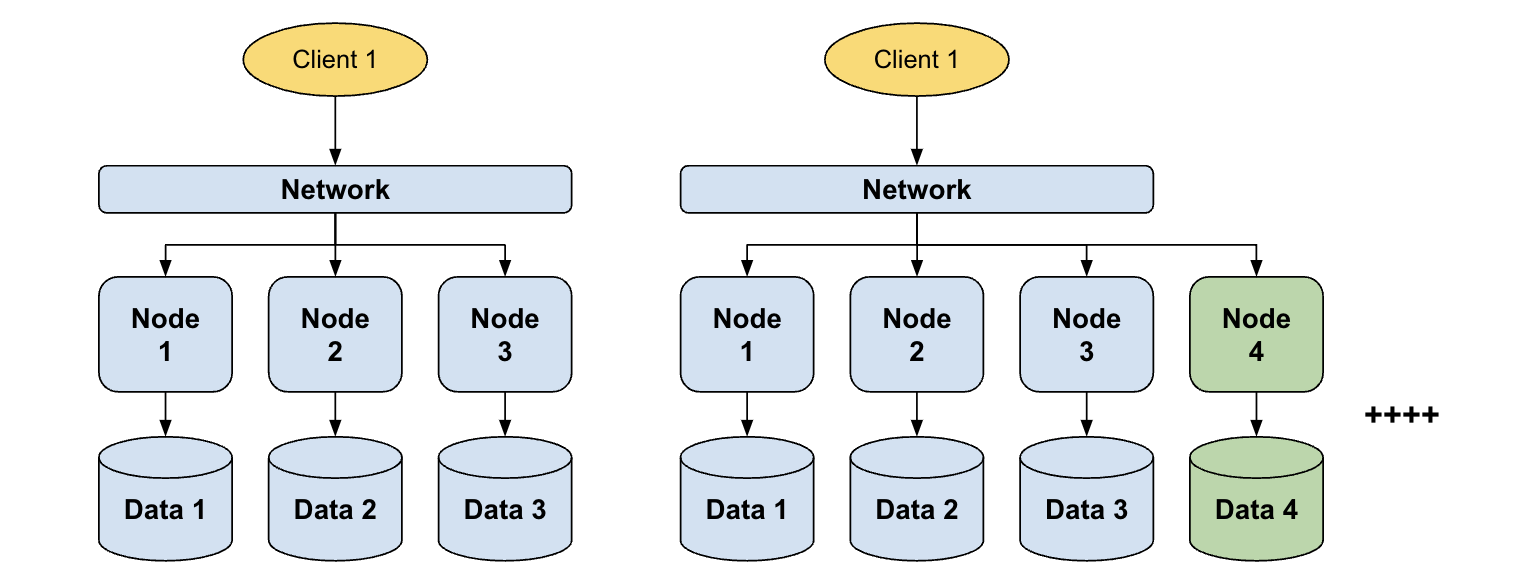 Client 1
Network
Node
1
Node
2
Node
3
Data 1
Data 2
Data 3
Client 1
Network
Node
1
Node
2
Node
3
Node
4
Data 1
Data 2
Data 3
Data 4
++++